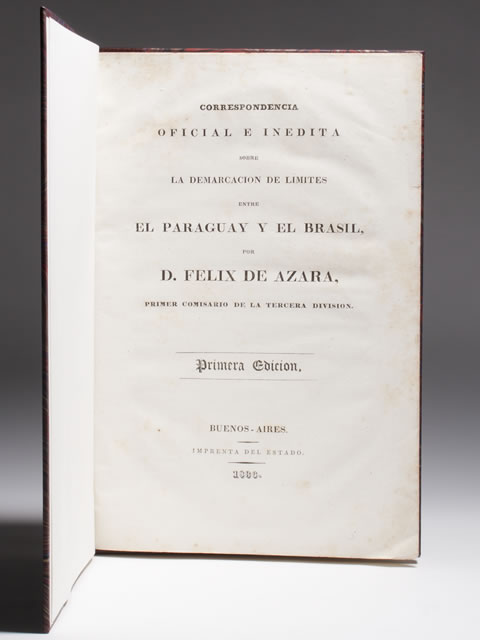 CORRESPONDENCIA
OFICIAL E INEDITA
SOBRE
LA DEMARCACION DE LIMITES
ENTRE
EL PARAGUAY Y EL BRASIL,
POR
D. FELIX DE AZARA,
PRIMER COMISARIO DE LA TERCERA DIVISION.
Primera Edicion.
BUENOS-AIRES.
IMPRENTA DEL ESTADO.
1836.